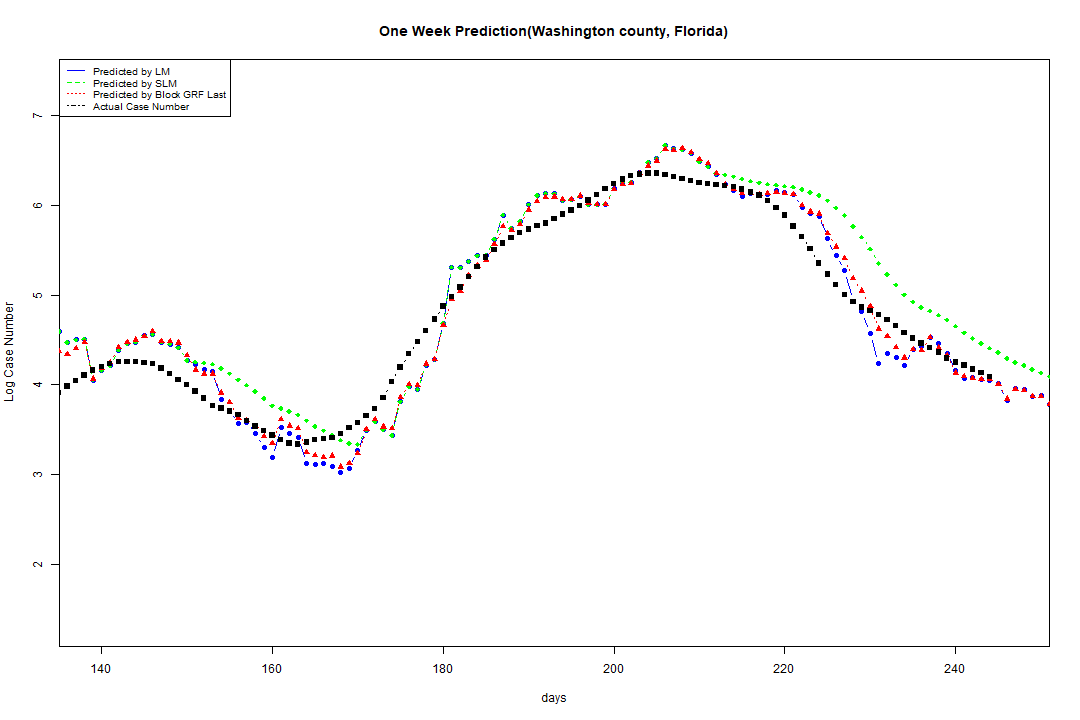 One Week Prediction(Washington county, Florida)
Predicted by LM
Predicted by SLM
Predicted by Block GRF Last
Actual Case Number
7
6
5
4
3
2
Log Case Number
140 160 180 200 220 240
days